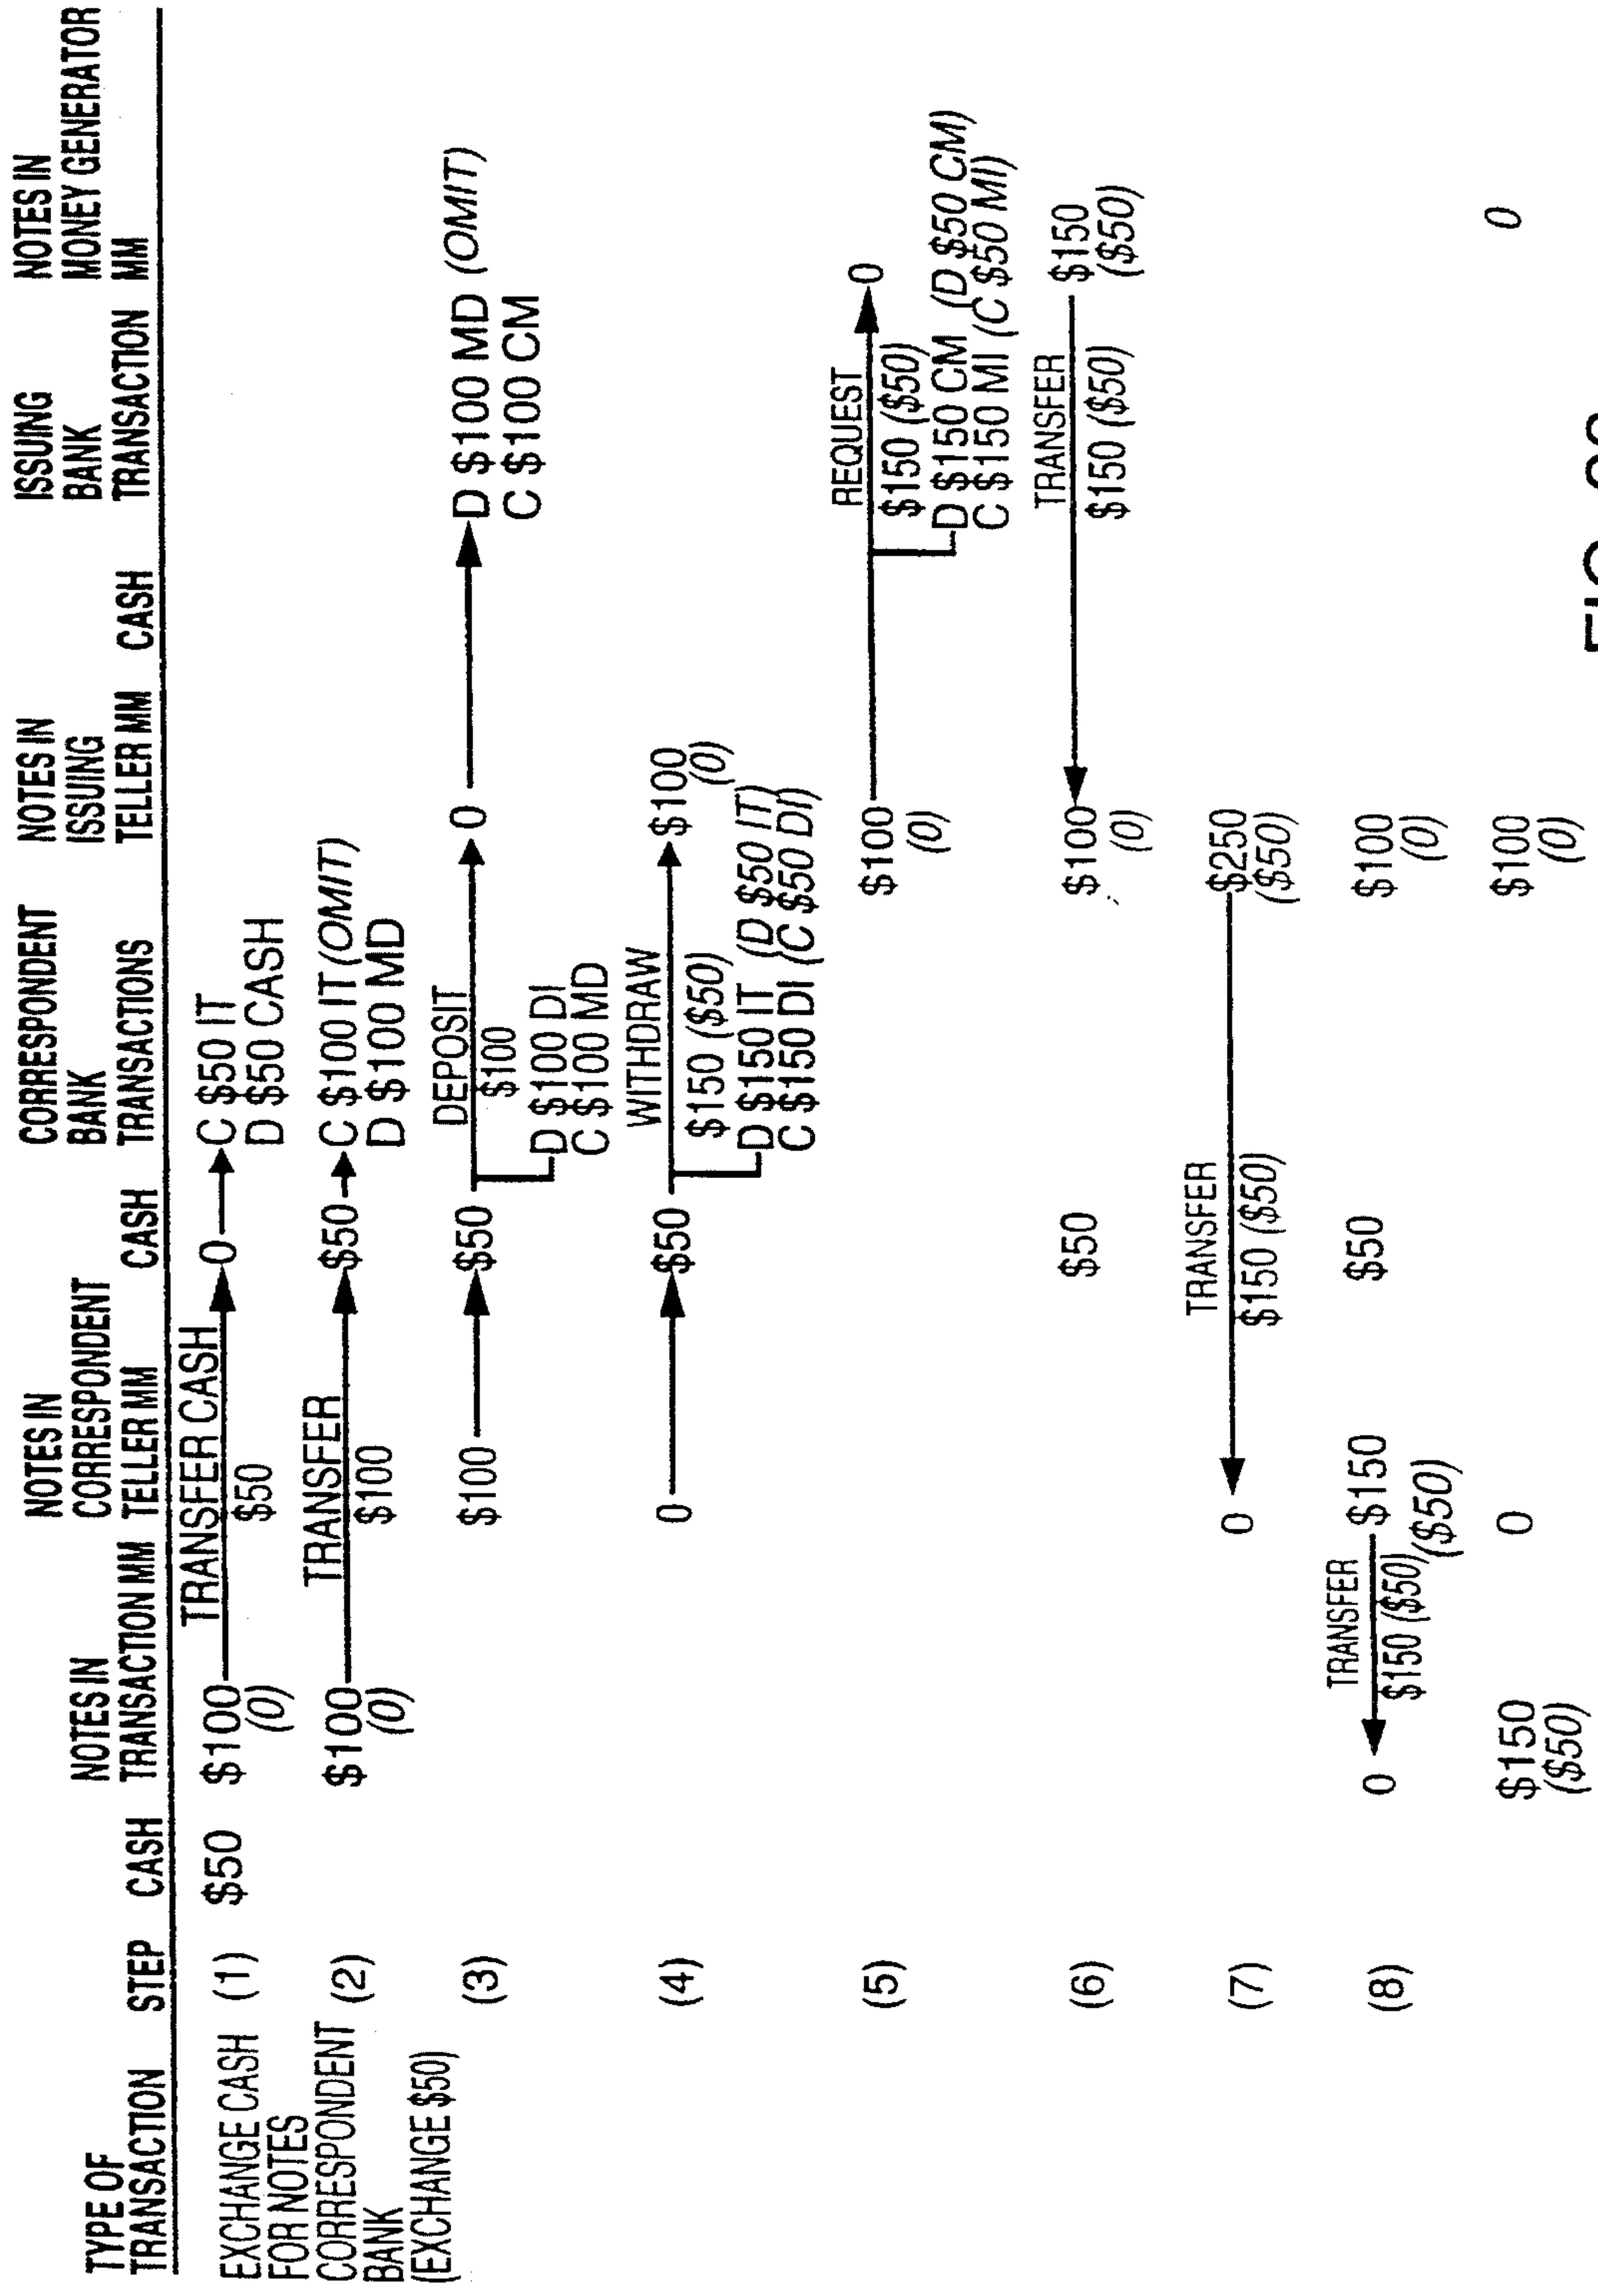 TYPE OF
TRANSACTION
STEP
CASH
NOTES IN
TRANSACTION MM
NOTES IN
CORRESPONDENT
TELLER MM
CASH
CORRESPONDENT
BANK
TRANSACTIONS
NOTES IN
ISSUING
TELLER MM
CASH
ISSUING
BANK
TRANSACTION
NOTES IN
MONEY GENERATOR
MM
EXCHANGE CASH
FOR NOTES
CORRESPONDENT
BANK
(EXCHANGE $50)
(1)
$50
$100
(0)
TRANSFER CASH
$50
0
C $50 IT
D $50 CASH
(2)
$100
(0)
TRANSFER
$100
$50
C $100 IT (OMIT)
D $100 MD
(3)
$100
$50
DEPOSIT
$100
D $100 DI
C $100 MD
0
D $100 MD (OMIT)
C $100 CM
(4)
0
$50
WITHDRAW
$150 ($50)
D $150 IT (D $50 IT)
C $150 DI (C $50 DI)
$100
(0)
(5)
$100
(0)
REQUEST
$150 ($50)
D $150 CM (D $50 CM)
C $150 MI (C $50 MI)
0
(6)
$50
$100
(0)
TRANSFER
$150 ($50)
$150
($50)
(7)
0
TRANSFER
$150 ($50)
$250
($50)
(8)
0
TRANSFER
$150 ($50)
$150
($50)
$50
$100
(0)
$150
($50)
0
$100
(0)
0